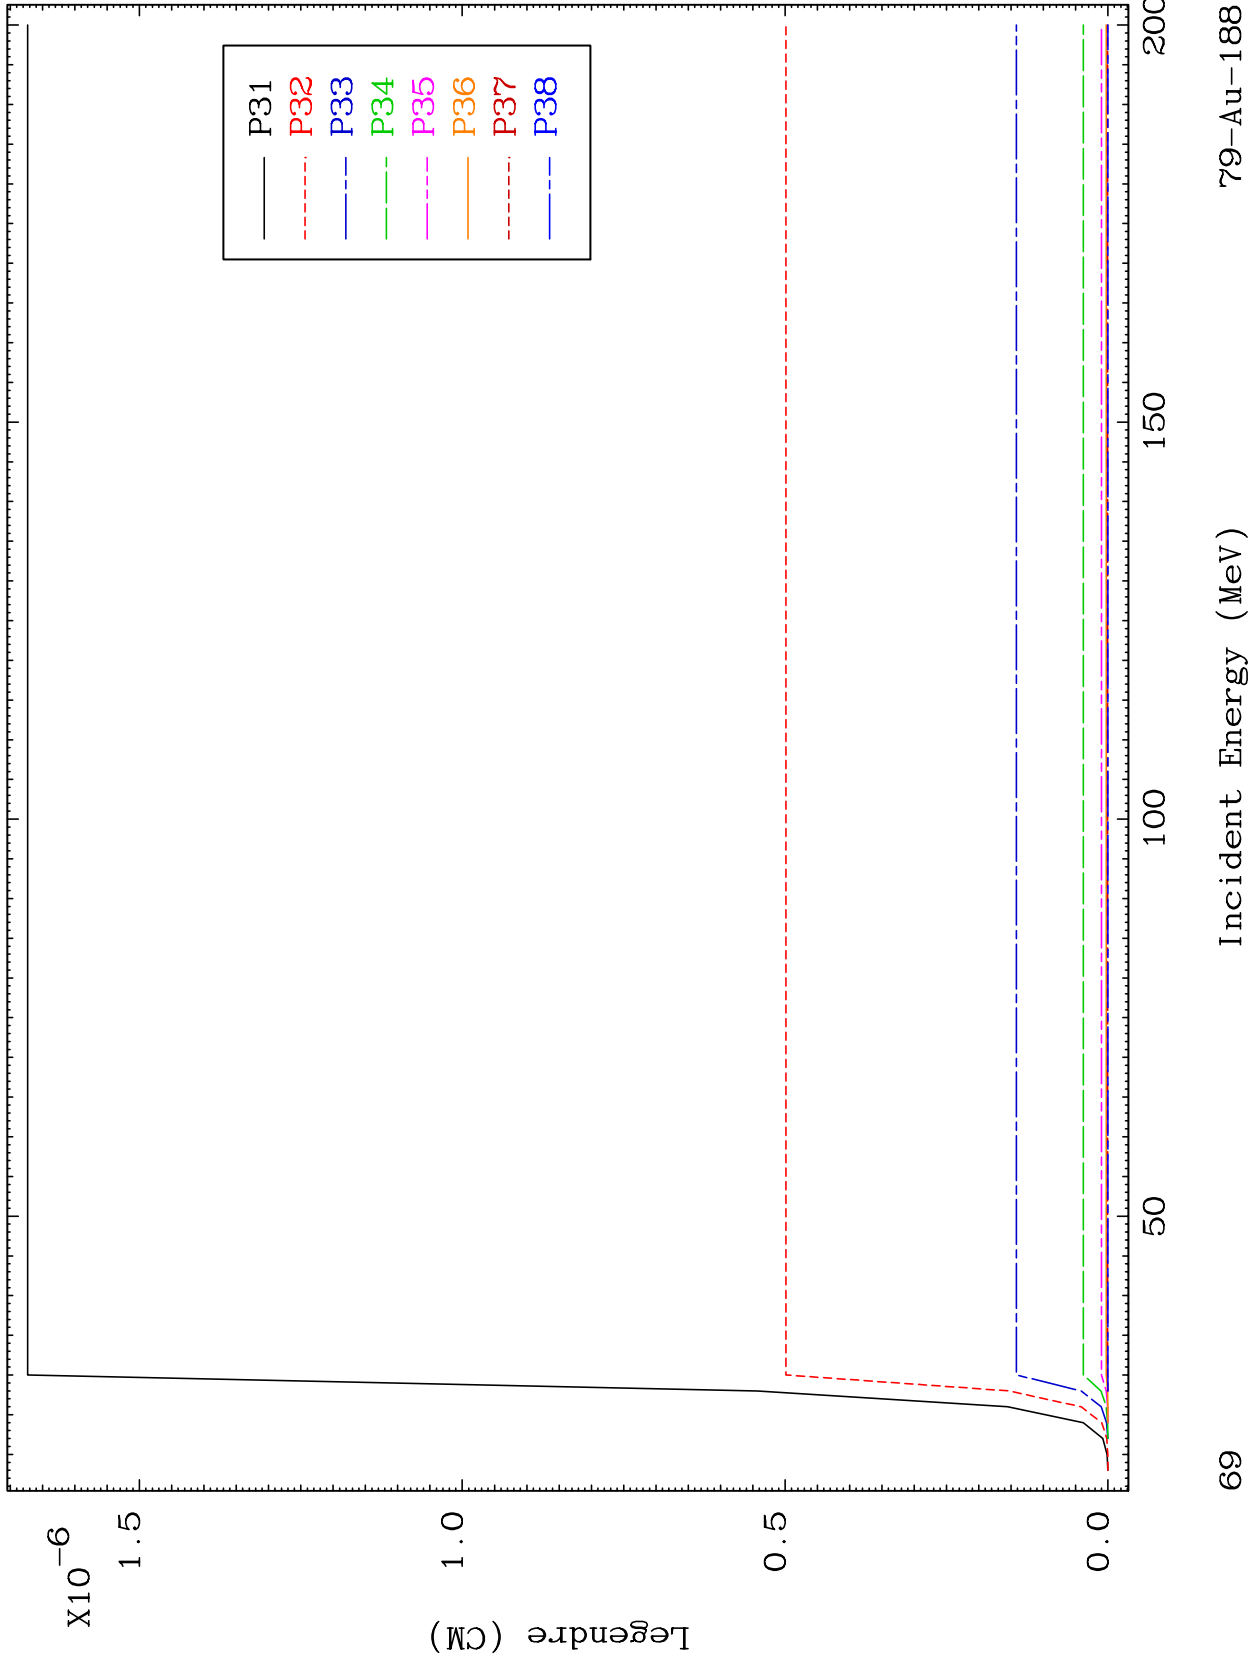 X10-6
1.5
1.0
0.5
0.0
Legendre (CM)
P31
P32
P33
P34
P35
P36
P37
P38
50
100
150
200
Incident Energy (MeV)
69
79-Au-188